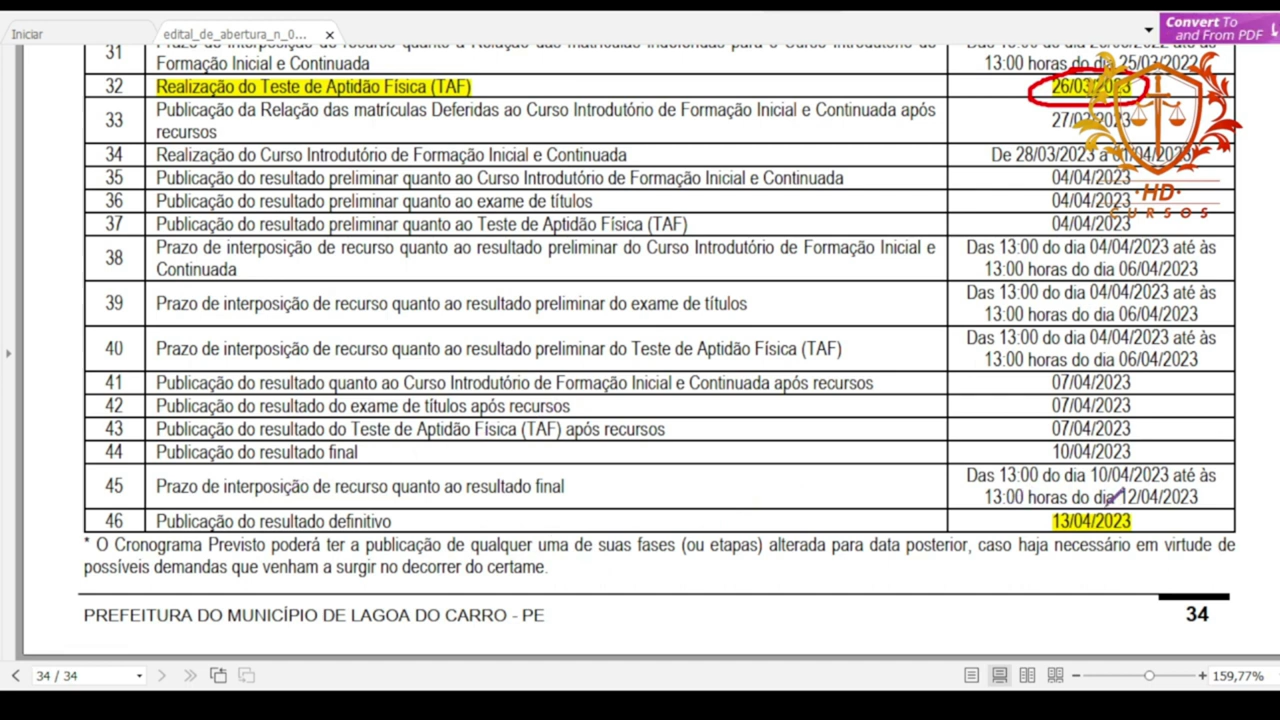 Iniciar
edital_de_abertura_n_0... ×
Convert To
and From PDF
31
Formação Inicial e Continuada
13:00 horas do dia 25/03/2022
32 Realização do Teste de Aptidão Física (TAF) 26/03/2023
33 Publicação da Relação das matrículas Deferidas ao Curso Introdutório de Formação Inicial e Continuada após
recursos
27/03/2023
34 Realização do Curso Introdutório de Formação Inicial e Continuada De 28/03/2023 a 01/04/2023)
35 Publicação do resultado preliminar quanto ao Curso Introdutório de Formação Inicial e Continuada 04/04/2023
36 Publicação do resultado preliminar quanto ao exame de títulos 04/04/2023
37 Publicação do resultado preliminar quanto ao Teste de Aptidão Física (TAF) 04/04/2023
HD
CURSOS
38 Prazo de interposição de recurso quanto ao resultado preliminar do Curso Introdutório de Formação Inicial e
Continuada
Das 13:00 do dia 04/04/2023 até às
13:00 horas do dia 06/04/2023
39 Prazo de interposição de recurso quanto ao resultado preliminar do exame de títulos
Das 13:00 do dia 04/04/2023 até às
13:00 horas do dia 06/04/2023
40 Prazo de interposição de recurso quanto ao resultado preliminar do Teste de Aptidão Física (TAF)
Das 13:00 do dia 04/04/2023 até às
13:00 horas do dia 06/04/2023
41 Publicação do resultado quanto ao Curso Introdutório de Formação Inicial e Continuada após recursos 07/04/2023
42 Publicação do resultado do exame de títulos após recursos 07/04/2023
43 Publicação do resultado do Teste de Aptidão Física (TAF) após recursos 07/04/2023
44 Publicação do resultado final 10/04/2023
45 Prazo de interposição de recurso quanto ao resultado final
Das 13:00 do dia 10/04/2023 até às
13:00 horas do dia 12/04/2023
46 Publicação do resultado definitivo 13/04/2023
* O Cronograma Previsto poderá ter a publicação de qualquer uma de suas fases (ou etapas) alterada para data posterior, caso haja necessário em virtude de
possíveis demandas que venham a surgir no decorrer do certame.
PREFEITURA DO MUNICÍPIO DE LAGOA DO CARRO - PE 34
34 / 34 159,77%